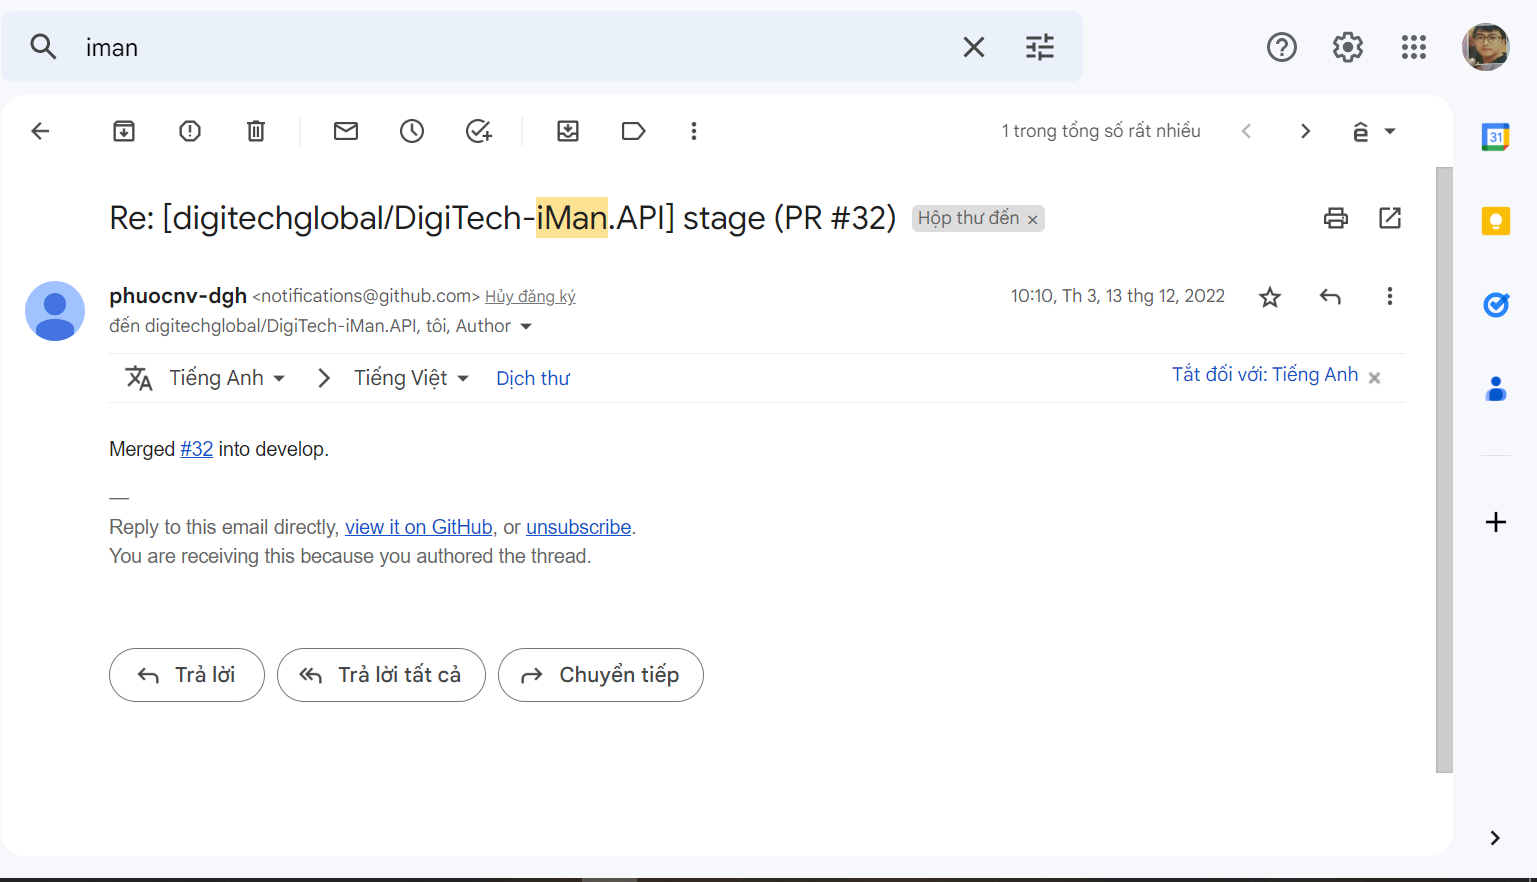 iman
1 trong tổng số rất nhiều
ê
31
Re: [digitechglobal/DigiTech-iMan.API] stage (PR #32) Hộp thư đến ×
phuocnv-dgh <notifications@github.com> Hủy đăng ký
10:10, Th 3, 13 thg 12, 2022
đến digitechglobal/DigiTech-iMan.API, tôi, Author
Tiếng Anh > Tiếng Việt Dịch thư
Tắt đối với: Tiếng Anh ×
Merged #32 into develop.
—
Reply to this email directly, view it on GitHub, or unsubscribe.
You are receiving this because you authored the thread.
Trả lời
Trả lời tất cả
Chuyển tiếp